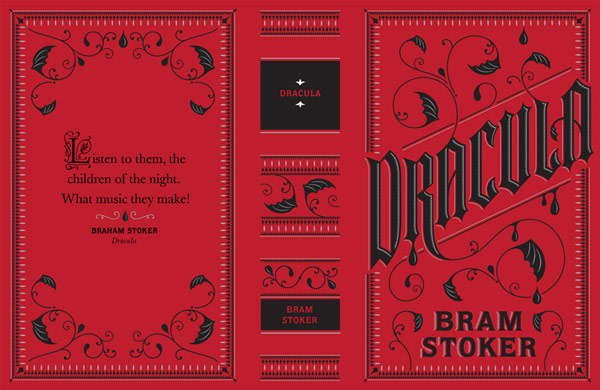 Listen to them, the
children of the night.
What music they make!
BRAHAM STOKER
Dracula
DRACULA
BRAM
STOKER
DRACULA
BRAM
STOKER